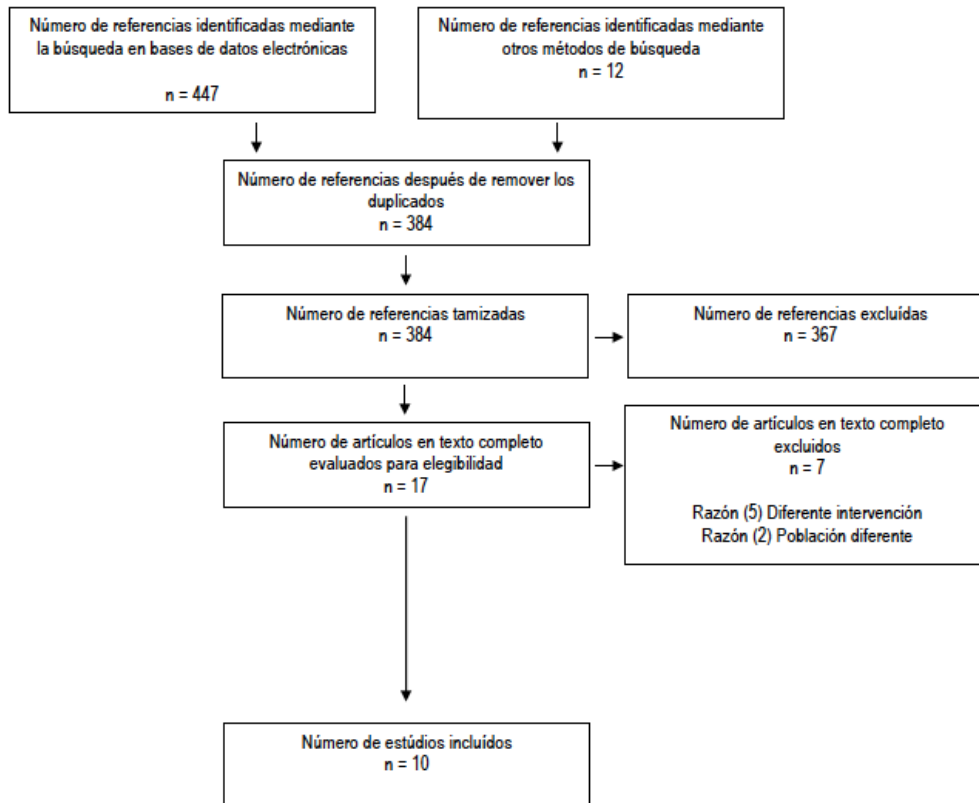 Número de referencias identificadas mediante
la búsqueda en bases de datos electrónicas
n = 447
Número de referencias identificadas mediante
otros métodos de búsqueda
n = 12
Número de referencias después de remover los
duplicados
n = 384
Número de referencias tamizadas
n = 384
Número de referencias excluídas
n = 367
Número de artículos en texto completo
evaluados para elegibilidad
n = 17
Número de artículos en texto completo
excluidos
n = 7
Razón (5) Diferente intervención
Razón (2) Población diferente
Número de estúdios incluídos
n = 10